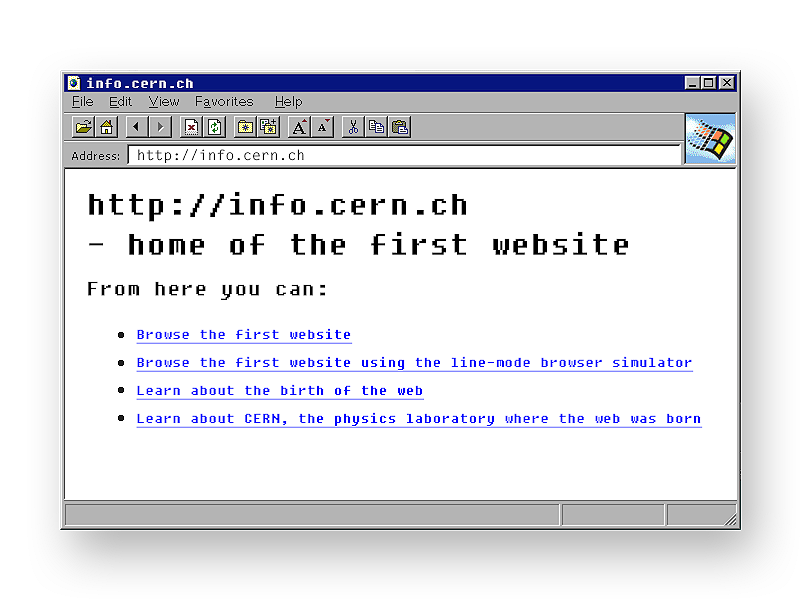 info.cern.ch
File Edit View Favorites Help
Address: http://info.cern.ch
http://info.cern.ch
- home of the first website
From here you can:
• Browse the first website
• Browse the first website using the line-mode browser simulator
• Learn about the birth of the web
• Learn about CERN, the physics laboratory where the web was born